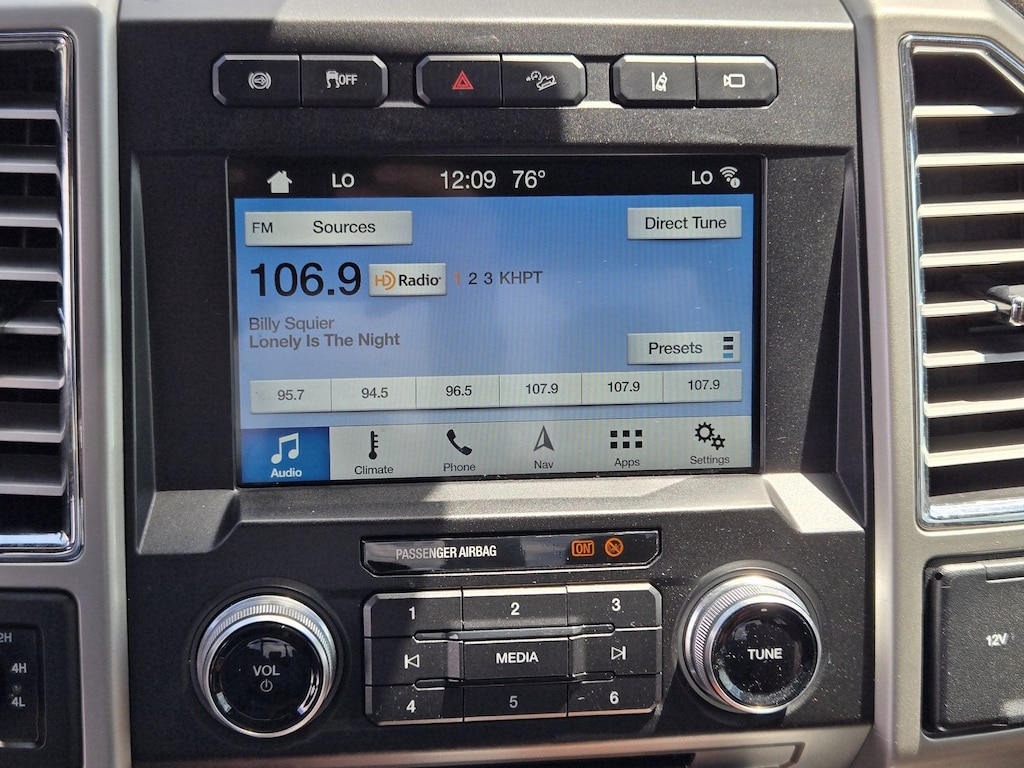 OFF
LO 12:09 76° LO
FM Sources Direct Tune
106.9 HD Radio 1 2 3 KHPT
Billy Squier
Lonely Is The Night
Presets
95.7 94.5 96.5 107.9 107.9 107.9
Audio Climate Phone Nav Apps Settings
PASSENGER AIRBAG ON
1 2 3
VOL MEDIA TUNE
4 5 6
2H
4H
4L
12V